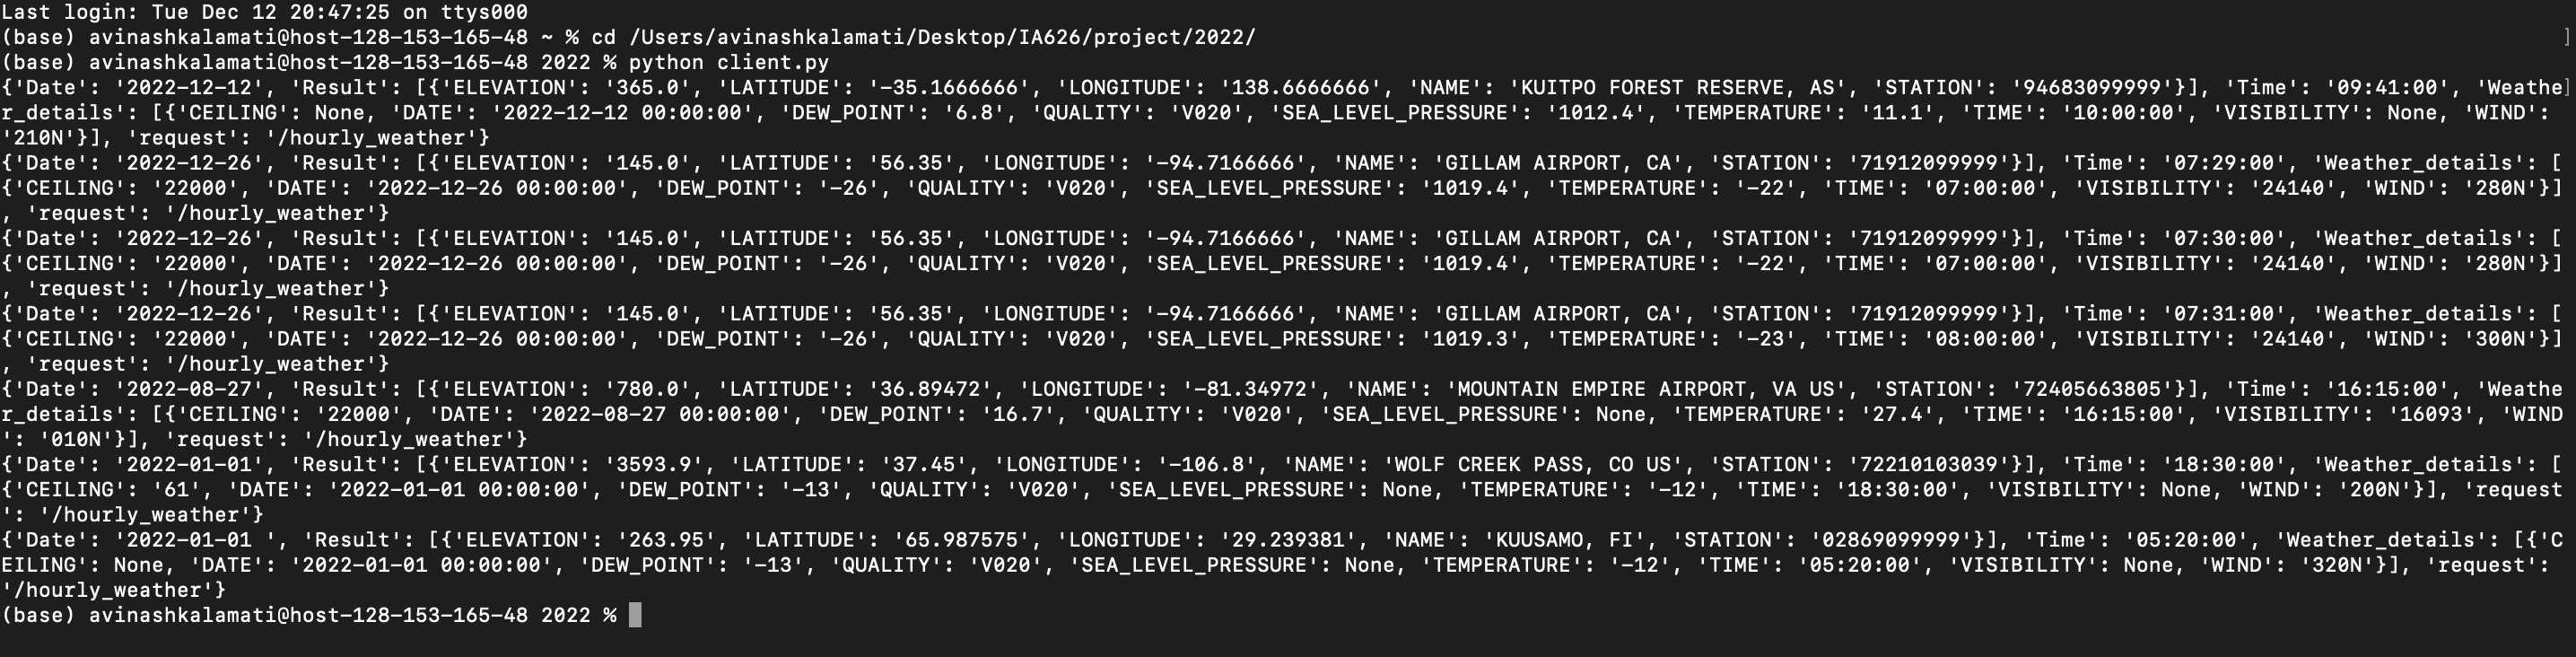 Last login: Tue Dec 12 20:47:25 on ttys000
(base) avinashkalamati@host-128-153-165-48 ~ % cd /Users/avinashkalamati/Desktop/IA626/project/2022/ ]
(base) avinashkalamati@host-128-153-165-48 2022 % python client.py
{'Date': '2022-12-12', 'Result': [{'ELEVATION': '365.0', 'LATITUDE': '-35.1666666', 'LONGITUDE': '138.6666666', 'NAME': 'KUITPO FOREST RESERVE, AS', 'STATION': '94683099999'}], 'Time': '09:41:00', 'Weathe]
r_details': [{'CEILING': None, 'DATE': '2022-12-12 00:00:00', 'DEW_POINT': '6.8', 'QUALITY': 'V020', 'SEA_LEVEL_PRESSURE': '1012.4', 'TEMPERATURE': '11.1', 'TIME': '10:00:00', 'VISIBILITY': None, 'WIND':
'210N'}], 'request': '/hourly_weather'}
{'Date': '2022-12-26', 'Result': [{'ELEVATION': '145.0', 'LATITUDE': '56.35', 'LONGITUDE': '-94.7166666', 'NAME': 'GILLAM AIRPORT, CA', 'STATION': '71912099999'}], 'Time': '07:29:00', 'Weather_details': [
{'CEILING': '22000', 'DATE': '2022-12-26 00:00:00', 'DEW_POINT': '-26', 'QUALITY': 'V020', 'SEA_LEVEL_PRESSURE': '1019.4', 'TEMPERATURE': '-22', 'TIME': '07:00:00', 'VISIBILITY': '24140', 'WIND': '280N'}]
, 'request': '/hourly_weather'}
{'Date': '2022-12-26', 'Result': [{'ELEVATION': '145.0', 'LATITUDE': '56.35', 'LONGITUDE': '-94.7166666', 'NAME': 'GILLAM AIRPORT, CA', 'STATION': '71912099999'}], 'Time': '07:30:00', 'Weather_details': [
{'CEILING': '22000', 'DATE': '2022-12-26 00:00:00', 'DEW_POINT': '-26', 'QUALITY': 'V020', 'SEA_LEVEL_PRESSURE': '1019.4', 'TEMPERATURE': '-22', 'TIME': '07:00:00', 'VISIBILITY': '24140', 'WIND': '280N'}]
, 'request': '/hourly_weather'}
{'Date': '2022-12-26', 'Result': [{'ELEVATION': '145.0', 'LATITUDE': '56.35', 'LONGITUDE': '-94.7166666', 'NAME': 'GILLAM AIRPORT, CA', 'STATION': '71912099999'}], 'Time': '07:31:00', 'Weather_details': [
{'CEILING': '22000', 'DATE': '2022-12-26 00:00:00', 'DEW_POINT': '-26', 'QUALITY': 'V020', 'SEA_LEVEL_PRESSURE': '1019.3', 'TEMPERATURE': '-23', 'TIME': '08:00:00', 'VISIBILITY': '24140', 'WIND': '300N'}]
, 'request': '/hourly_weather'}
{'Date': '2022-08-27', 'Result': [{'ELEVATION': '780.0', 'LATITUDE': '36.89472', 'LONGITUDE': '-81.34972', 'NAME': 'MOUNTAIN EMPIRE AIRPORT, VA US', 'STATION': '72405663805'}], 'Time': '16:15:00', 'Weathe
r_details': [{'CEILING': '22000', 'DATE': '2022-08-27 00:00:00', 'DEW_POINT': '16.7', 'QUALITY': 'V020', 'SEA_LEVEL_PRESSURE': None, 'TEMPERATURE': '27.4', 'TIME': '16:15:00', 'VISIBILITY': '16093', 'WIND
': '010N'}], 'request': '/hourly_weather'}
{'Date': '2022-01-01', 'Result': [{'ELEVATION': '3593.9', 'LATITUDE': '37.45', 'LONGITUDE': '-106.8', 'NAME': 'WOLF CREEK PASS, CO US', 'STATION': '72210103039'}], 'Time': '18:30:00', 'Weather_details': [
{'CEILING': '61', 'DATE': '2022-01-01 00:00:00', 'DEW_POINT': '-13', 'QUALITY': 'V020', 'SEA_LEVEL_PRESSURE': None, 'TEMPERATURE': '-12', 'TIME': '18:30:00', 'VISIBILITY': None, 'WIND': '200N'}], 'request
': '/hourly_weather'}
{'Date': '2022-01-01 ', 'Result': [{'ELEVATION': '263.95', 'LATITUDE': '65.987575', 'LONGITUDE': '29.239381', 'NAME': 'KUUSAMO, FI', 'STATION': '02869099999'}], 'Time': '05:20:00', 'Weather_details': [{'C
EILING': None, 'DATE': '2022-01-01 00:00:00', 'DEW_POINT': '-13', 'QUALITY': 'V020', 'SEA_LEVEL_PRESSURE': None, 'TEMPERATURE': '-12', 'TIME': '05:20:00', 'VISIBILITY': None, 'WIND': '320N'}], 'request':
'/hourly_weather'}
(base) avinashkalamati@host-128-153-165-48 2022 %